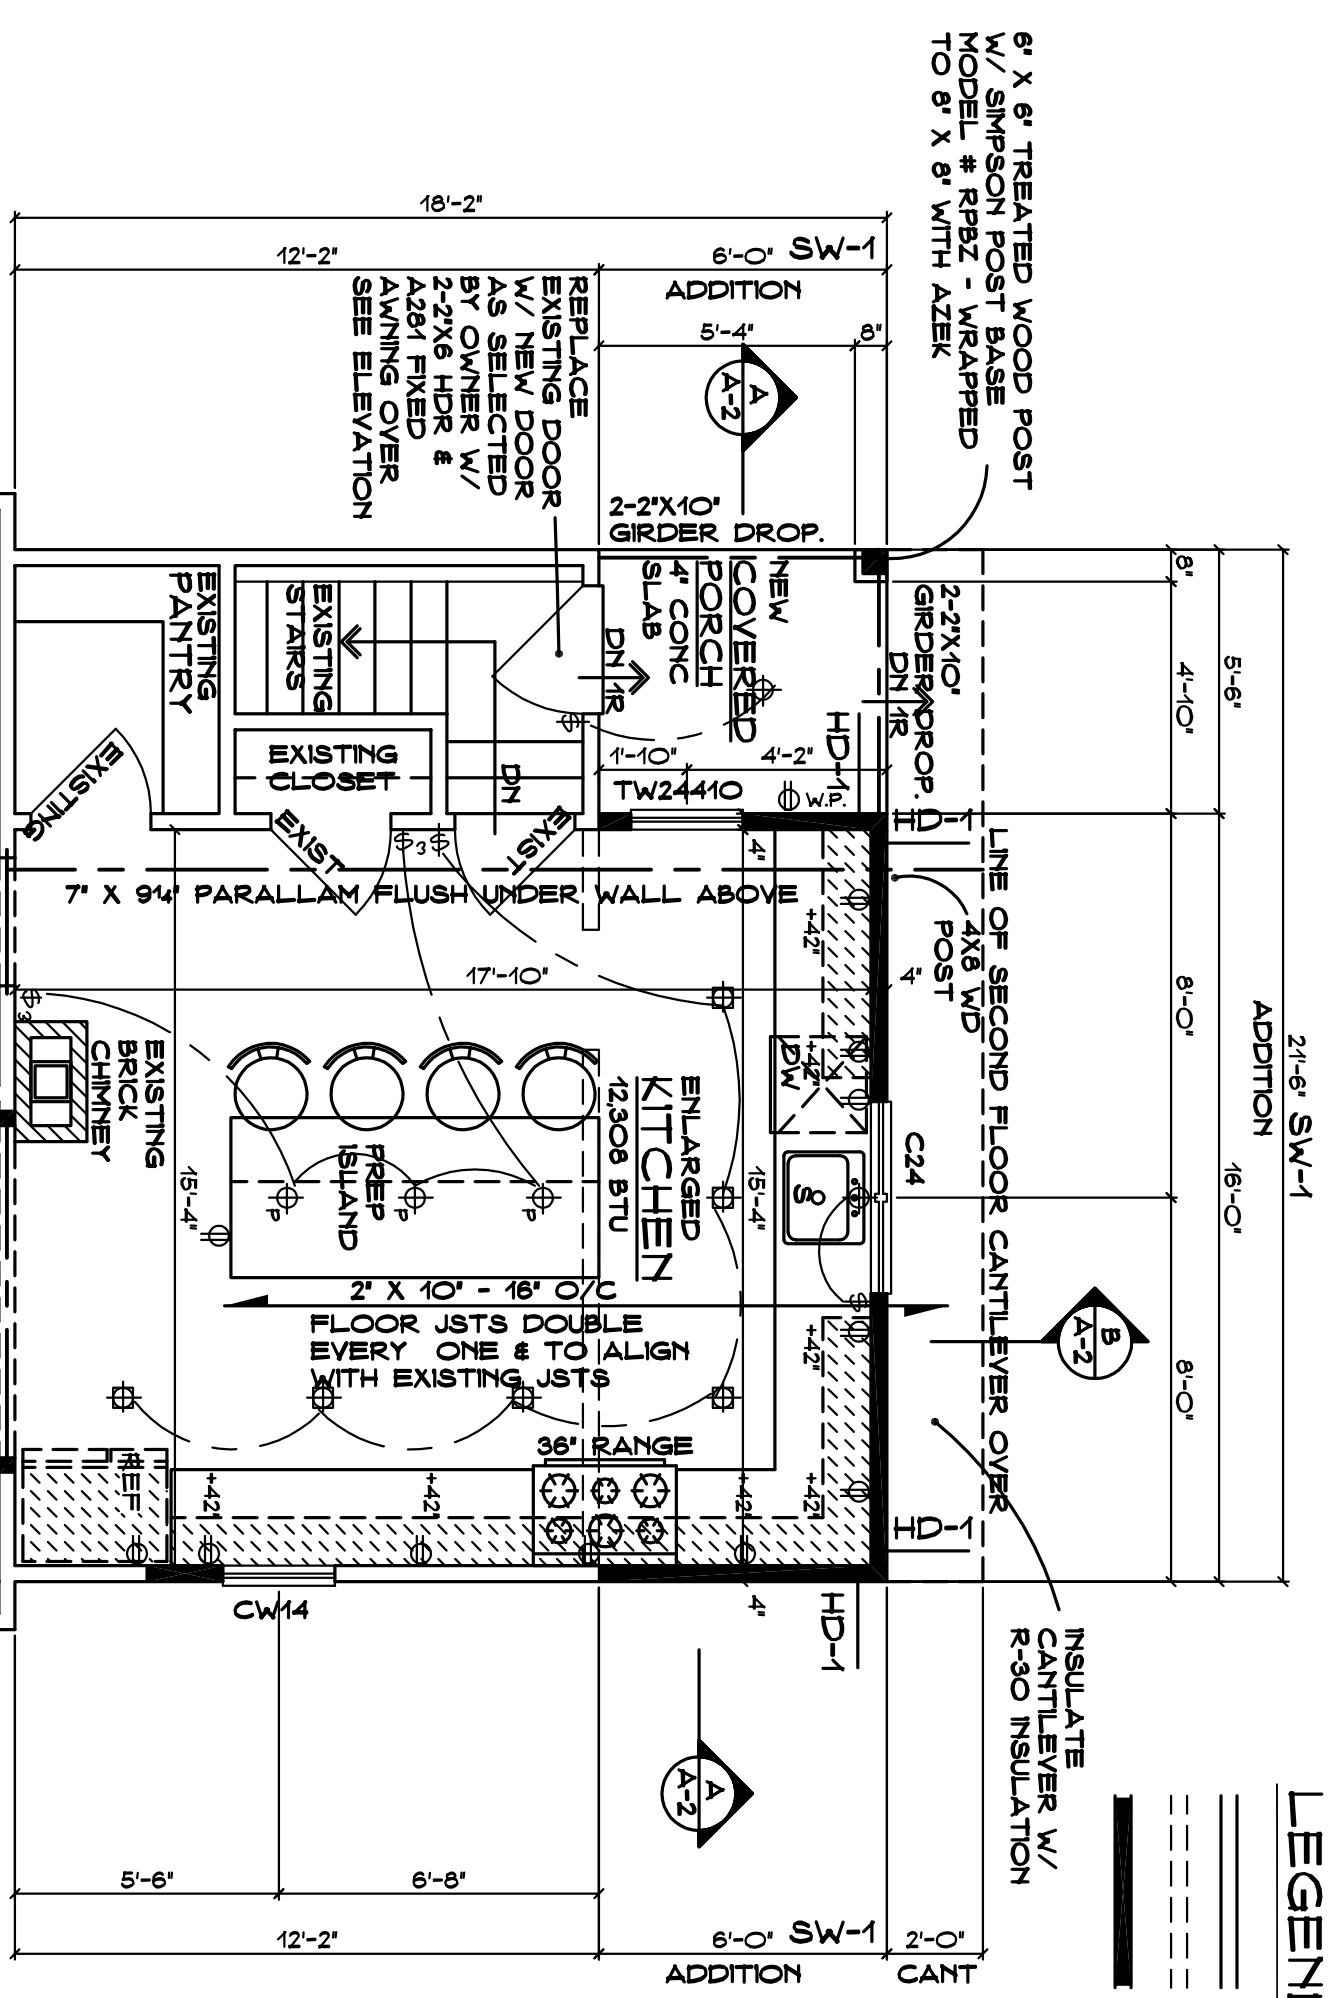 6" X 6" TREATED WOOD POST
W/ SIMPSON POST BASE
MODEL # RPBZ - WRAPPED
TO 8" X 8" WITH AZEK
18'-2"
12'-2"
6'-0"
SW-1
ADDITION
5'-4"
8"
A
A-2
REPLACE
EXISTING DOOR
W/ NEW DOOR
AS SELECTED
BY OWNER W/
2-2"X6 HDR &
A281 FIXED
AWNING OVER
SEE ELEVATION
2-2"X10"
GIRDER DROP.
NEW
COVERED
PORCH
4" CONC
SLAB
DN 1R
2-2"X10"
GIRDER DROP.
DN 1R
8"
4'-10"
5'-6"
EXISTING
PANTRY
EXISTING
STAIRS
EXISTING
CLOSET
DN
EXISTING
EXIST
EXIST
1'-10"
4'-2"
HD-1
TW24410
W.P.
HD-1
$3
$
$
4"
7" X 9¼" PARALLAM FLUSH UNDER WALL ABOVE
+42"
4X8 WD
POST
LINE OF SECOND FLOOR CANTILEVER OVER
17'-10"
4"
8'-0"
ADDITION
21'-6"
SW-1
16'-0"
$3
EXISTING
BRICK
CHIMNEY
ENLARGED
KITCHEN
12,308 BTU
DW
+42"
C24
S
PREP
ISLAND
P
P
P
15'-4"
15'-4"
2" X 10" - 16" O/C
FLOOR JSTS DOUBLE
EVERY ONE & TO ALIGN
WITH EXISTING JSTS
$
+42"
B
A-2
8'-0"
36" RANGE
REF
+42"
+42"
+42"
+42"
HD-1
CW14
4"
HD-1
INSULATE
CANTILEVER W/
R-30 INSULATION
A
A-2
5'-6"
6'-8"
12'-2"
6'-0"
SW-1
ADDITION
2'-0"
CANT